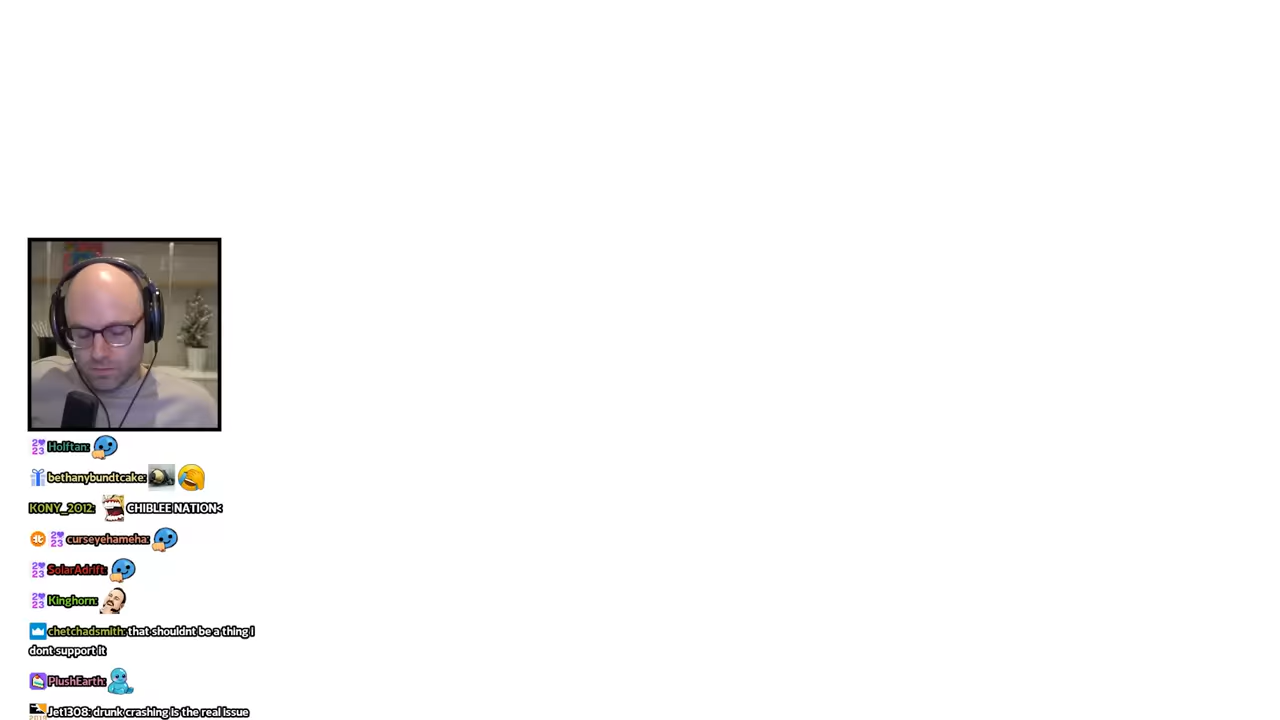 Holftan:
bethanybundtcake:
KONY_2012: CHIBLEE NATION<
curseyehameha:
SolarAdrift:
Kinghorn:
chetchadsmith: that shouldnt be a thing i
dont support it
PlushEarth:
Jet1308: drunk crashing is the real issue